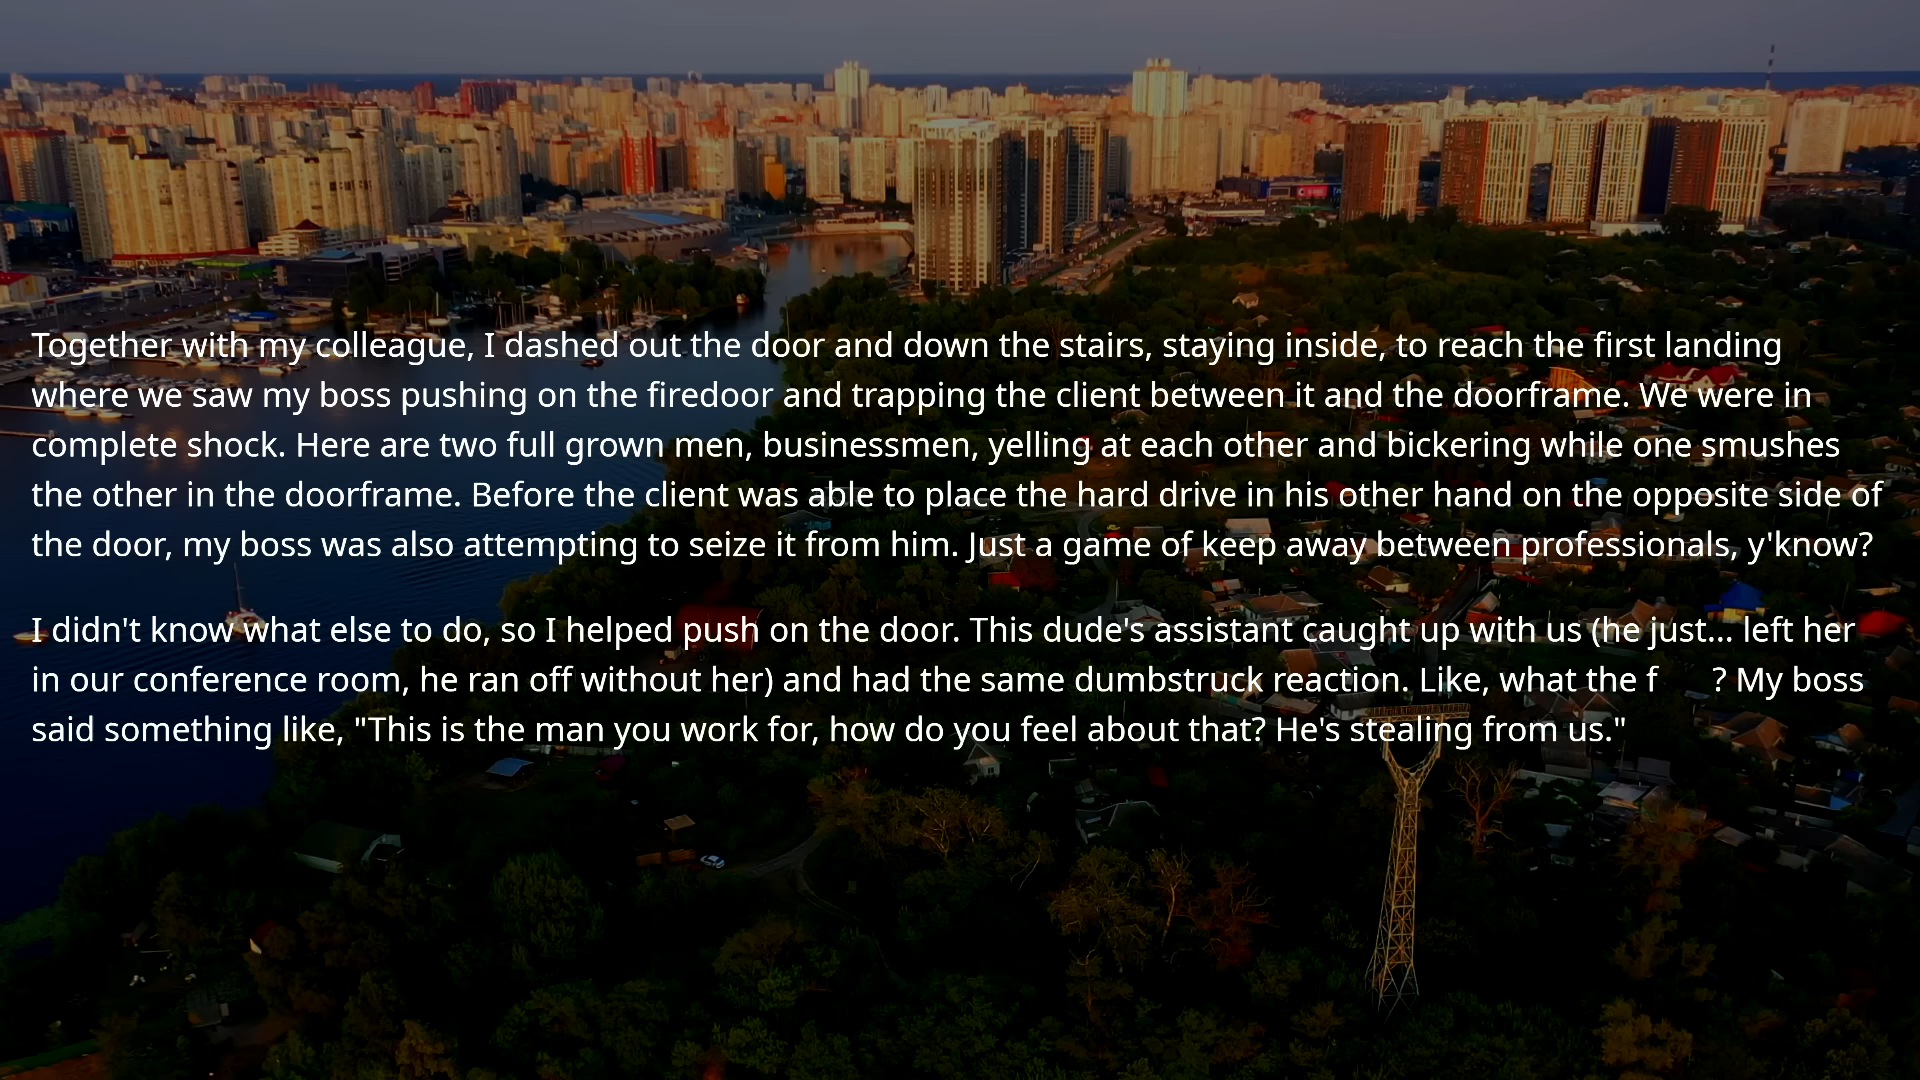 Together with my colleague, I dashed out the door and down the stairs, staying inside, to reach the first landing
where we saw my boss pushing on the firedoor and trapping the client between it and the doorframe. We were in
complete shock. Here are two full grown men, businessmen, yelling at each other and bickering while one smushes
the other in the doorframe. Before the client was able to place the hard drive in his other hand on the opposite side of
the door, my boss was also attempting to seize it from him. Just a game of keep away between professionals, y'know?
I didn't know what else to do, so I helped push on the door. This dude's assistant caught up with us (he just... left her
in our conference room, he ran off without her) and had the same dumbstruck reaction. Like, what the f ? My boss
said something like, "This is the man you work for, how do you feel about that? He's stealing from us."